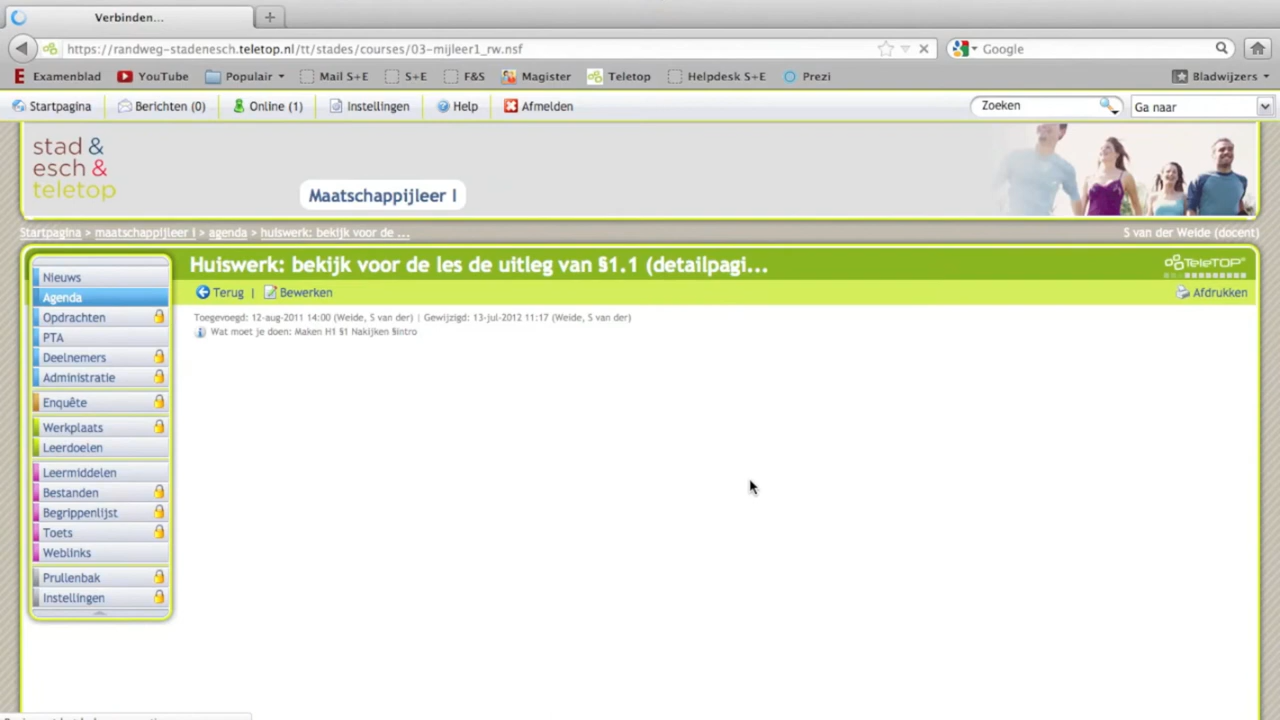 Verbinden...
https://randweg-stadenesch.teletop.nl/tt/stades/courses/03-mijleer1_rw.nsf
Google
Examenblad YouTube Populair Mail S+E S+E F&S Magister Teletop Helpdesk S+E Prezi Bladwijzers
Startpagina Berichten (0) Online (1) Instellingen Help Afmelden Zoeken Ga naar
stad &
esch &
teletop
Maatschappijleer I
Startpagina > maatschappijleer I > agenda > huiswerk: bekijk voor de ...
S van der Weide (docent)
Huiswerk: bekijk voor de les de uitleg van §1.1 (detailpagi...
TeleTOP
Terug | Bewerken
Afdrukken
Toegevoegd: 12-aug-2011 14:00 (Weide, S van der) | Gewijzigd: 13-jul-2012 11:17 (Weide, S van der)
Wat moet je doen: Maken H1 §1 Nakijken §intro
Nieuws
Agenda
Opdrachten
PTA
Deelnemers
Administratie
Enquête
Werkplaats
Leerdoelen
Leermiddelen
Bestanden
Begrippenlijst
Toets
Weblinks
Prullenbak
Instellingen